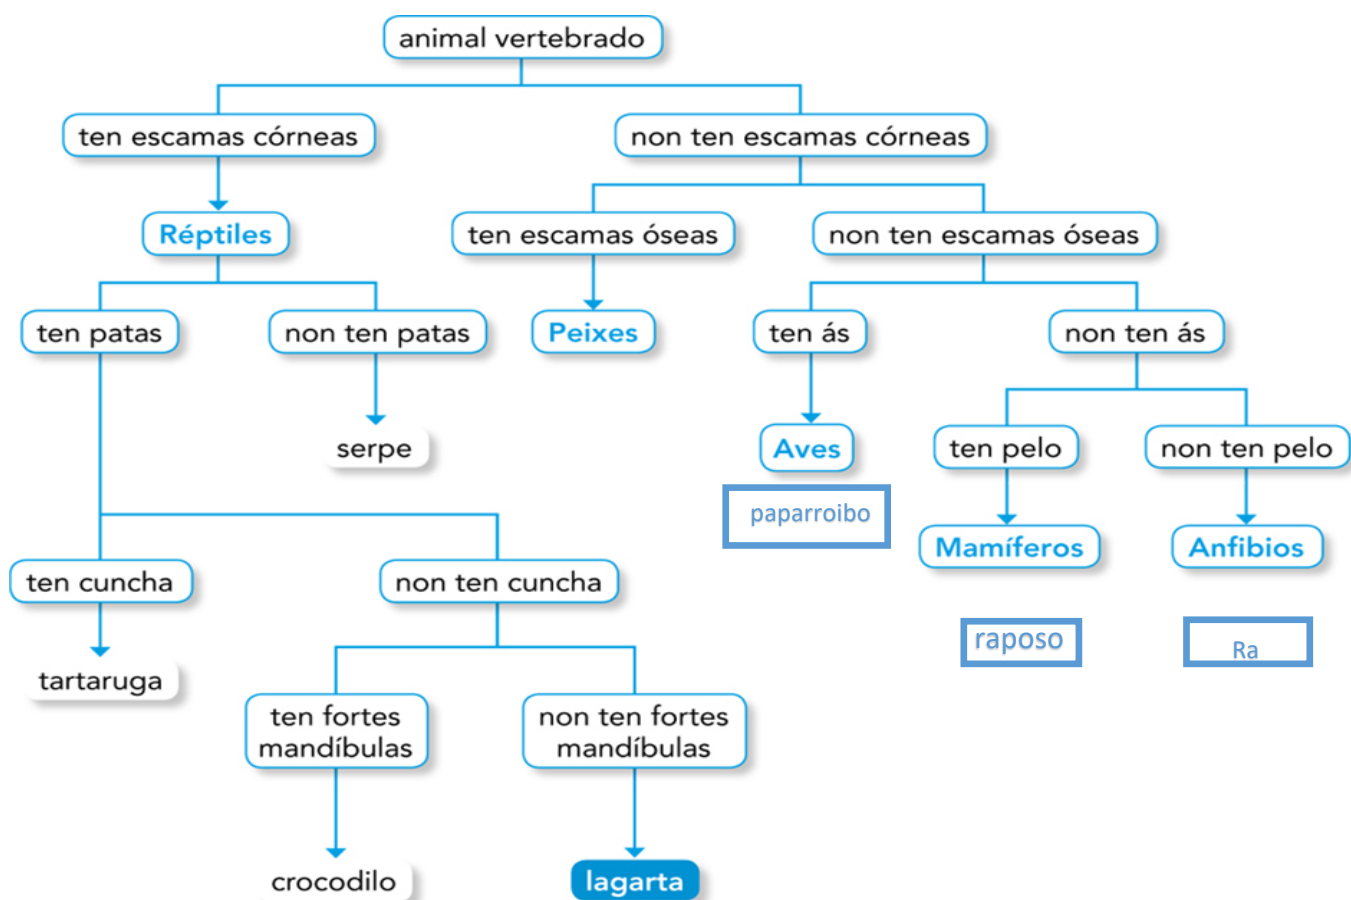 animal vertebrado
ten escamas córneas
non ten escamas córneas
Réptiles
ten escamas óseas
non ten escamas óseas
ten patas
non ten patas
Peixes
ten ás
non ten ás
serpe
Aves
ten pelo
non ten pelo
paparroibo
Mamíferos
Anfibios
ten cuncha
non ten cuncha
raposo
Ra
tartaruga
ten fortes
mandíbulas
non ten fortes
mandíbulas
crocodilo
lagarta